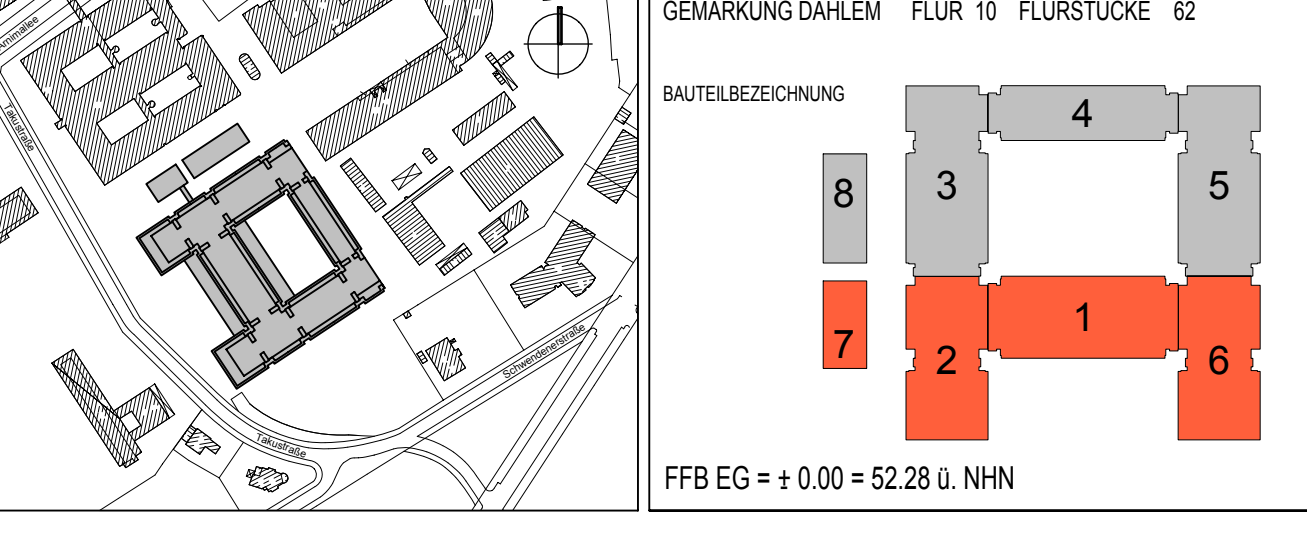 Arnimallee
Takustraße
Schwendenerstraße
Takustraße
GEMARKUNG DAHLEM FLUR 10 FLURSTÜCKE 62
BAUTEILBEZEICHNUNG
4
3
5
8
1
7
2
6
FFB EG = ± 0.00 = 52.28 ü. NHN